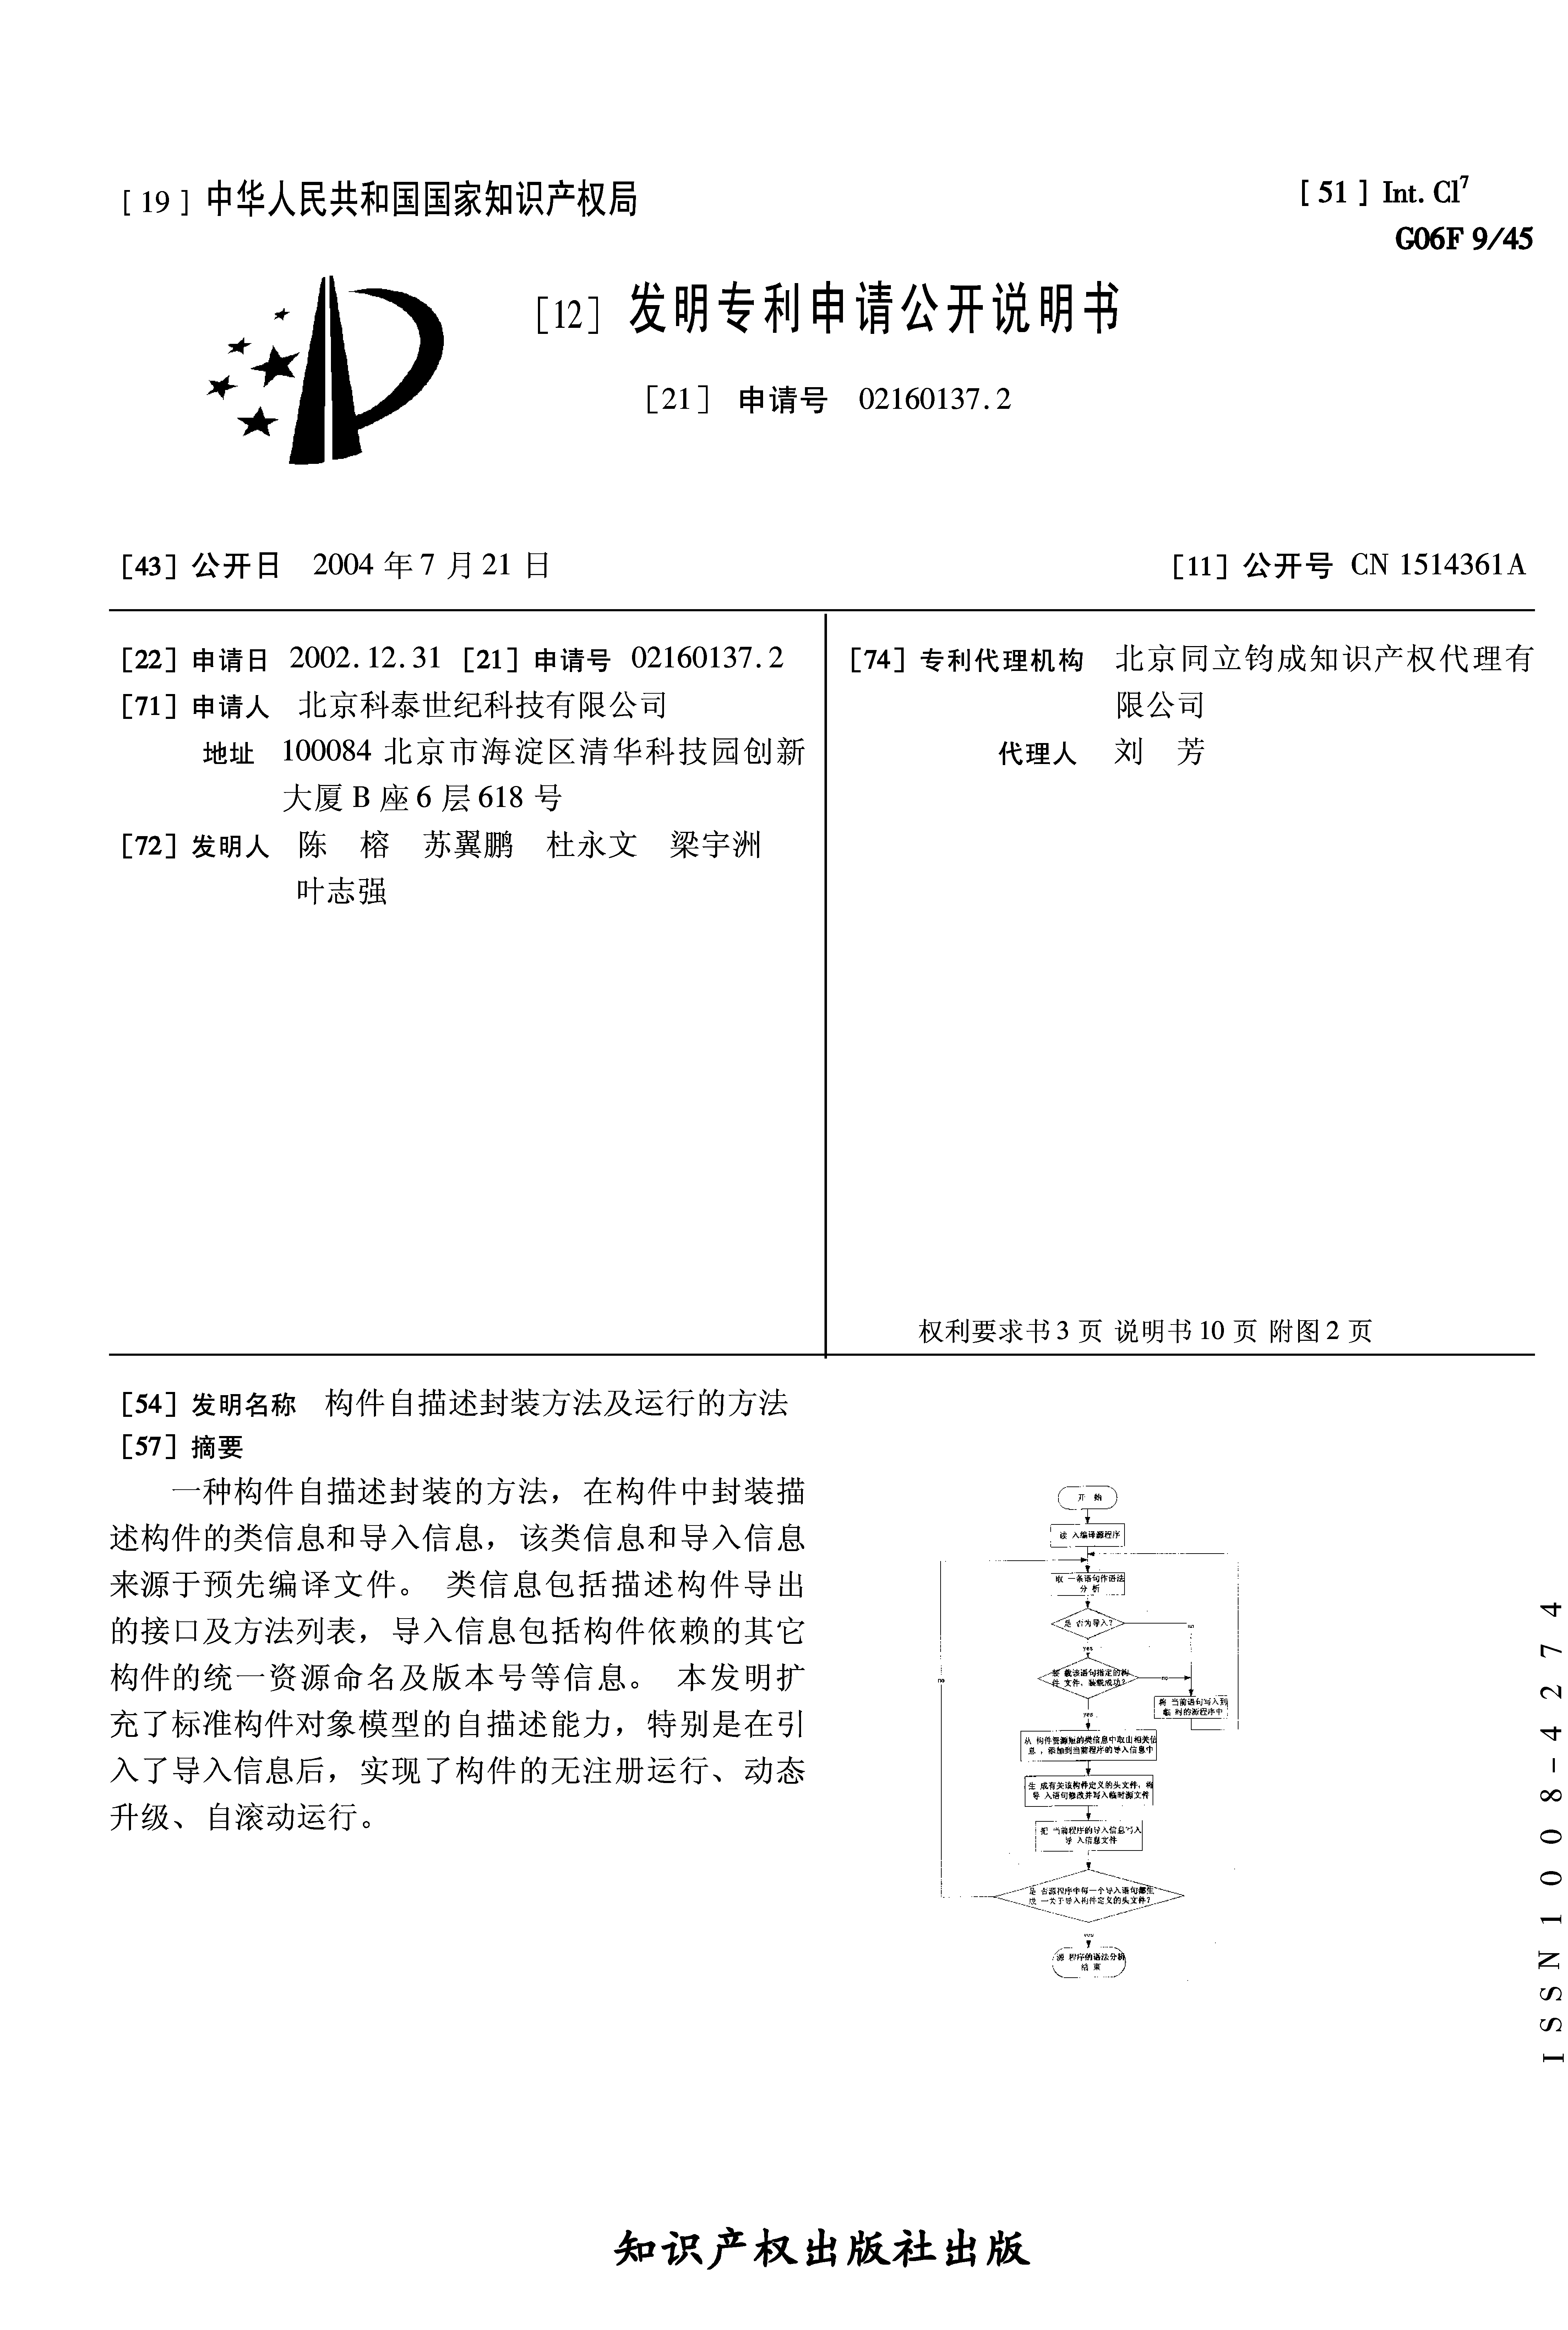 [19] 中华人民共和国国家知识产权局
[51] Int. Cl⁷
G06F 9/45
[12] 发明专利申请公开说明书
[21] 申请号 02160137.2
[43] 公开日 2004 年 7 月 21 日
[11] 公开号 CN 1514361A
[22] 申请日 2002.12.31 [21] 申请号 02160137.2
[71] 申请人 北京科泰世纪科技有限公司
地址 100084 北京市海淀区清华科技园创新
大厦 B 座 6 层 618 号
[72] 发明人 陈 榕 苏翼鹏 杜永文 梁宇洲
叶志强
[74] 专利代理机构 北京同立钧成知识产权代理有
限公司
代理人 刘 芳
权利要求书 3 页 说明书 10 页 附图 2 页
[54] 发明名称 构件自描述封装方法及运行的方法
[57] 摘要
一种构件自描述封装的方法，在构件中封装描
述构件的类信息和导入信息，该类信息和导入信息
来源于预先编译文件。 类信息包括描述构件导出
的接口及方法列表，导入信息包括构件依赖的其它
构件的统一资源命名及版本号等信息。 本发明扩
充了标准构件对象模型的自描述能力，特别是在引
入了导入信息后，实现了构件的无注册运行、动态
升级、自滚动运行。
开 始
读 入编译源程序
取 一条语句作语法
分 析
是 否为导入？
no
yes
装 载该语句指定的构
件 文件，装载成功？
no
no
yes
将 当前语句写入到
临 时的源程序中
从 构件资源短的类信息中取出相关信
息 ，添加到当前程序的导入信息中
生 成有关该构件定义的头文件，将
导 入语句修改并写入临时源文件
把 当前程序的导入信息写入
导 入信息文件
是 否源程序中每一个导入语句都生
成 一关于导入构件定义的头文件？
yes
源 程序的语法分析
结 束
ISSN 1008-4274
知识产权出版社出版